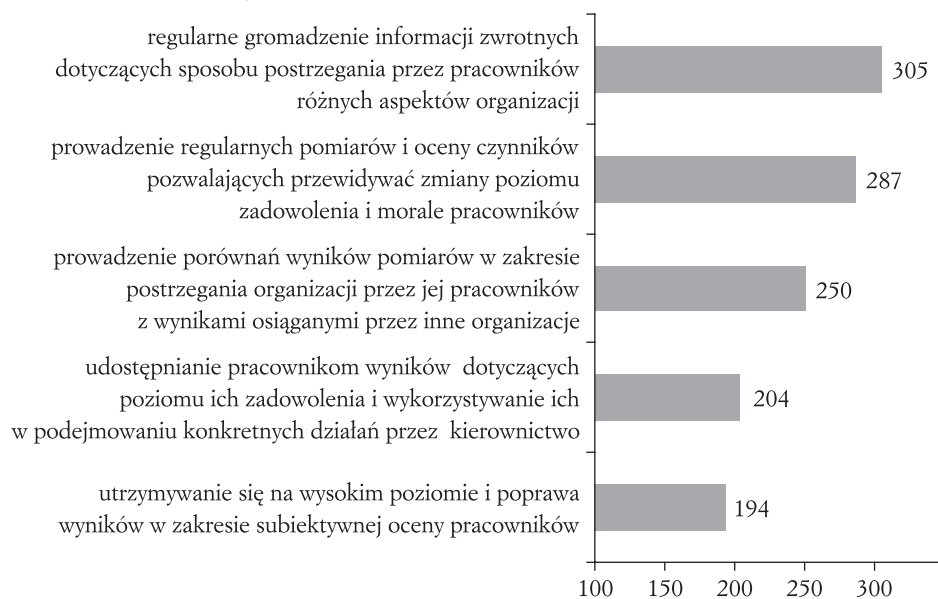 regularne gromadzenie informacji zwrotnych
dotyczących sposobu postrzegania przez pracowników
różnych aspektów organizacji
305
prowadzenie regularnych pomiarów i oceny czynników
pozwalających przewidywać zmiany poziomu
zadowolenia i morale pracowników
287
prowadzenie porównań wyników pomiarów w zakresie
postrzegania organizacji przez jej pracowników
z wynikami osiąganymi przez inne organizacje
250
udostępnianie pracownikom wyników dotyczących
poziomu ich zadowolenia i wykorzystywanie ich
w podejmowaniu konkretnych działań przez kierownictwo
204
utrzymywanie się na wysokim poziomie i poprawa
wyników w zakresie subiektywnej oceny pracowników
194
100 150 200 250 300